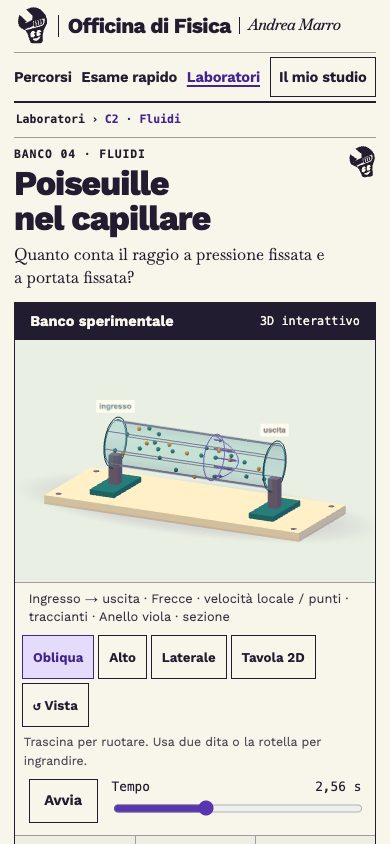 Officina di Fisica
Andrea Marro
Percorsi Esame rapido Laboratori Il mio studio
Laboratori › C2 · Fluidi
BANCO 04 · FLUIDI
Poiseuille
nel capillare
Quanto conta il raggio a pressione fissata e
a portata fissata?
Banco sperimentale 3D interattivo
ingresso
uscita
Ingresso → uscita · Frecce · velocità locale / punti ·
traccianti · Anello viola · sezione
Obliqua Alto Laterale Tavola 2D
↺ Vista
Trascina per ruotare. Usa due dita o la rotella per
ingrandire.
Avvia
Tempo 2,56 s